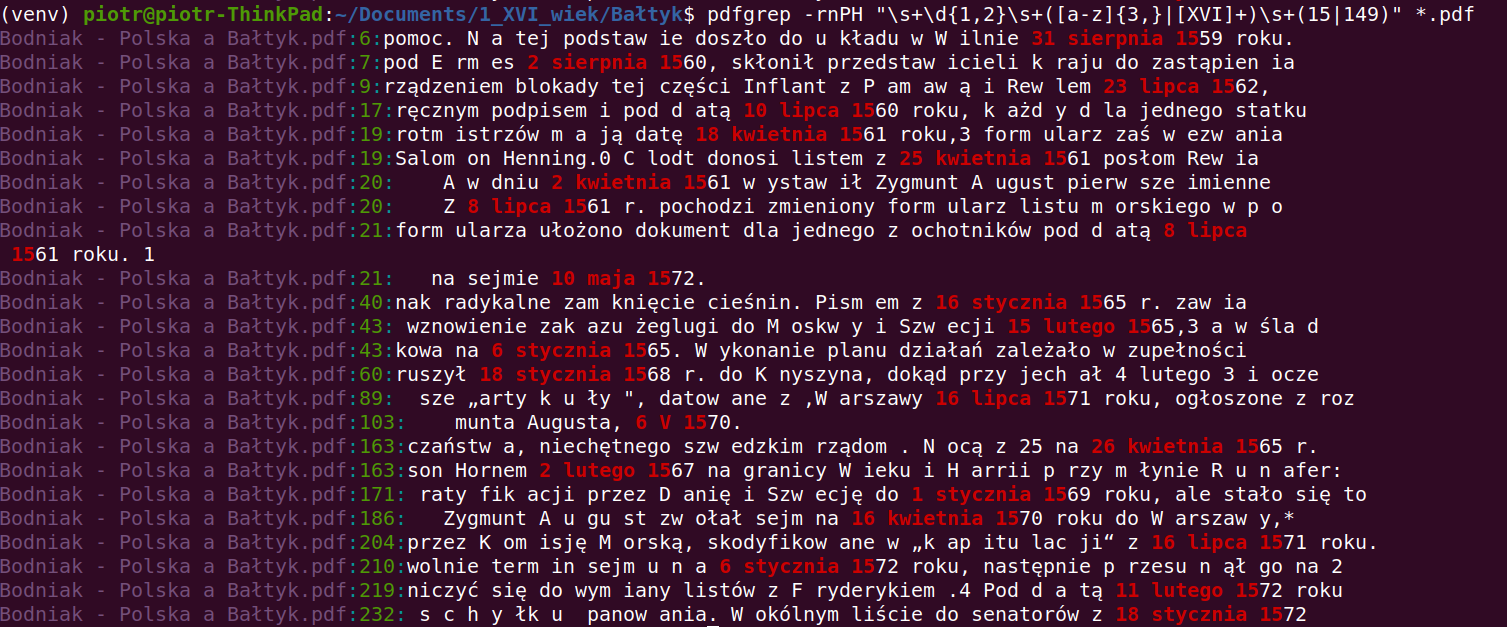 (venv) piotr@piotr-ThinkPad:~/Documents/1_XVI_wiek/Bałtyk$ pdfgrep -rnPH "\s+\d{1,2}\s+([a-z]{3,}|[XVI]+)\s+(15|149)" *.pdf
Bodniak - Polska a Bałtyk.pdf:6:pomoc. N a tej podstaw ie doszło do u kładu w W ilnie 31 sierpnia 1559 roku.
Bodniak - Polska a Bałtyk.pdf:7:pod E rm es 2 sierpnia 1560, skłonił przedstaw icieli k raju do zastąpien ia
Bodniak - Polska a Bałtyk.pdf:9:rządzeniem blokady tej części Inflant z P am aw ą i Rew lem 23 lipca 1562,
Bodniak - Polska a Bałtyk.pdf:17:ręcznym podpisem i pod d atą 10 lipca 1560 roku, k ażd y d la jednego statku
Bodniak - Polska a Bałtyk.pdf:19:rotm istrzów m a ją datę 18 kwietnia 1561 roku,3 form ularz zaś w ezw ania
Bodniak - Polska a Bałtyk.pdf:19:Salom on Henning.0 C lodt donosi listem z 25 kwietnia 1561 posłom Rew ia
Bodniak - Polska a Bałtyk.pdf:20:    A w dniu 2 kwietnia 1561 w ystaw ił Zygmunt A ugust pierw sze imienne
Bodniak - Polska a Bałtyk.pdf:20:    Z 8 lipca 1561 r. pochodzi zmieniony form ularz listu m orskiego w p o
Bodniak - Polska a Bałtyk.pdf:21:form ularza ułożono dokument dla jednego z ochotników pod d atą 8 lipca
 1561 roku. 1
Bodniak - Polska a Bałtyk.pdf:21:   na sejmie 10 maja 1572.
Bodniak - Polska a Bałtyk.pdf:40:nak radykalne zam knięcie cieśnin. Pism em z 16 stycznia 1565 r. zaw ia
Bodniak - Polska a Bałtyk.pdf:43: wznowienie zak azu żeglugi do M oskw y i Szw ecji 15 lutego 1565,3 a w śla d
Bodniak - Polska a Bałtyk.pdf:43:kowa na 6 stycznia 1565. W ykonanie planu działań zależało w zupełności
Bodniak - Polska a Bałtyk.pdf:60:ruszył 18 stycznia 1568 r. do K nyszyna, dokąd przy jech ał 4 lutego 3 i ocze
Bodniak - Polska a Bałtyk.pdf:89:  sze „arty k u ły ", datow ane z ,W arszawy 16 lipca 1571 roku, ogłoszone z roz
Bodniak - Polska a Bałtyk.pdf:103:    munta Augusta, 6 V 1570.
Bodniak - Polska a Bałtyk.pdf:163:czaństw a, niechętnego szw edzkim rządom . N ocą z 25 na 26 kwietnia 1565 r.
Bodniak - Polska a Bałtyk.pdf:163:son Hornem 2 lutego 1567 na granicy W ieku i H arrii p rzy m łynie R u n afer:
Bodniak - Polska a Bałtyk.pdf:171: raty fik acji przez D anię i Szw ecję do 1 stycznia 1569 roku, ale stało się to
Bodniak - Polska a Bałtyk.pdf:186:   Zygmunt A u gu st zw ołał sejm na 16 kwietnia 1570 roku do W arszaw y,*
Bodniak - Polska a Bałtyk.pdf:204:przez K om isję M orską, skodyfikow ane w „k ap itu lac ji“ z 16 lipca 1571 roku.
Bodniak - Polska a Bałtyk.pdf:210:wolnie term in sejm u n a 6 stycznia 1572 roku, następnie p rzesu n ął go na 2
Bodniak - Polska a Bałtyk.pdf:219:niczyć się do wym iany listów z F ryderykiem .4 Pod d a tą 11 lutego 1572 roku
Bodniak - Polska a Bałtyk.pdf:232: s c h y łku  panow ania. W okólnym liście do senatorów z 18 stycznia 1572